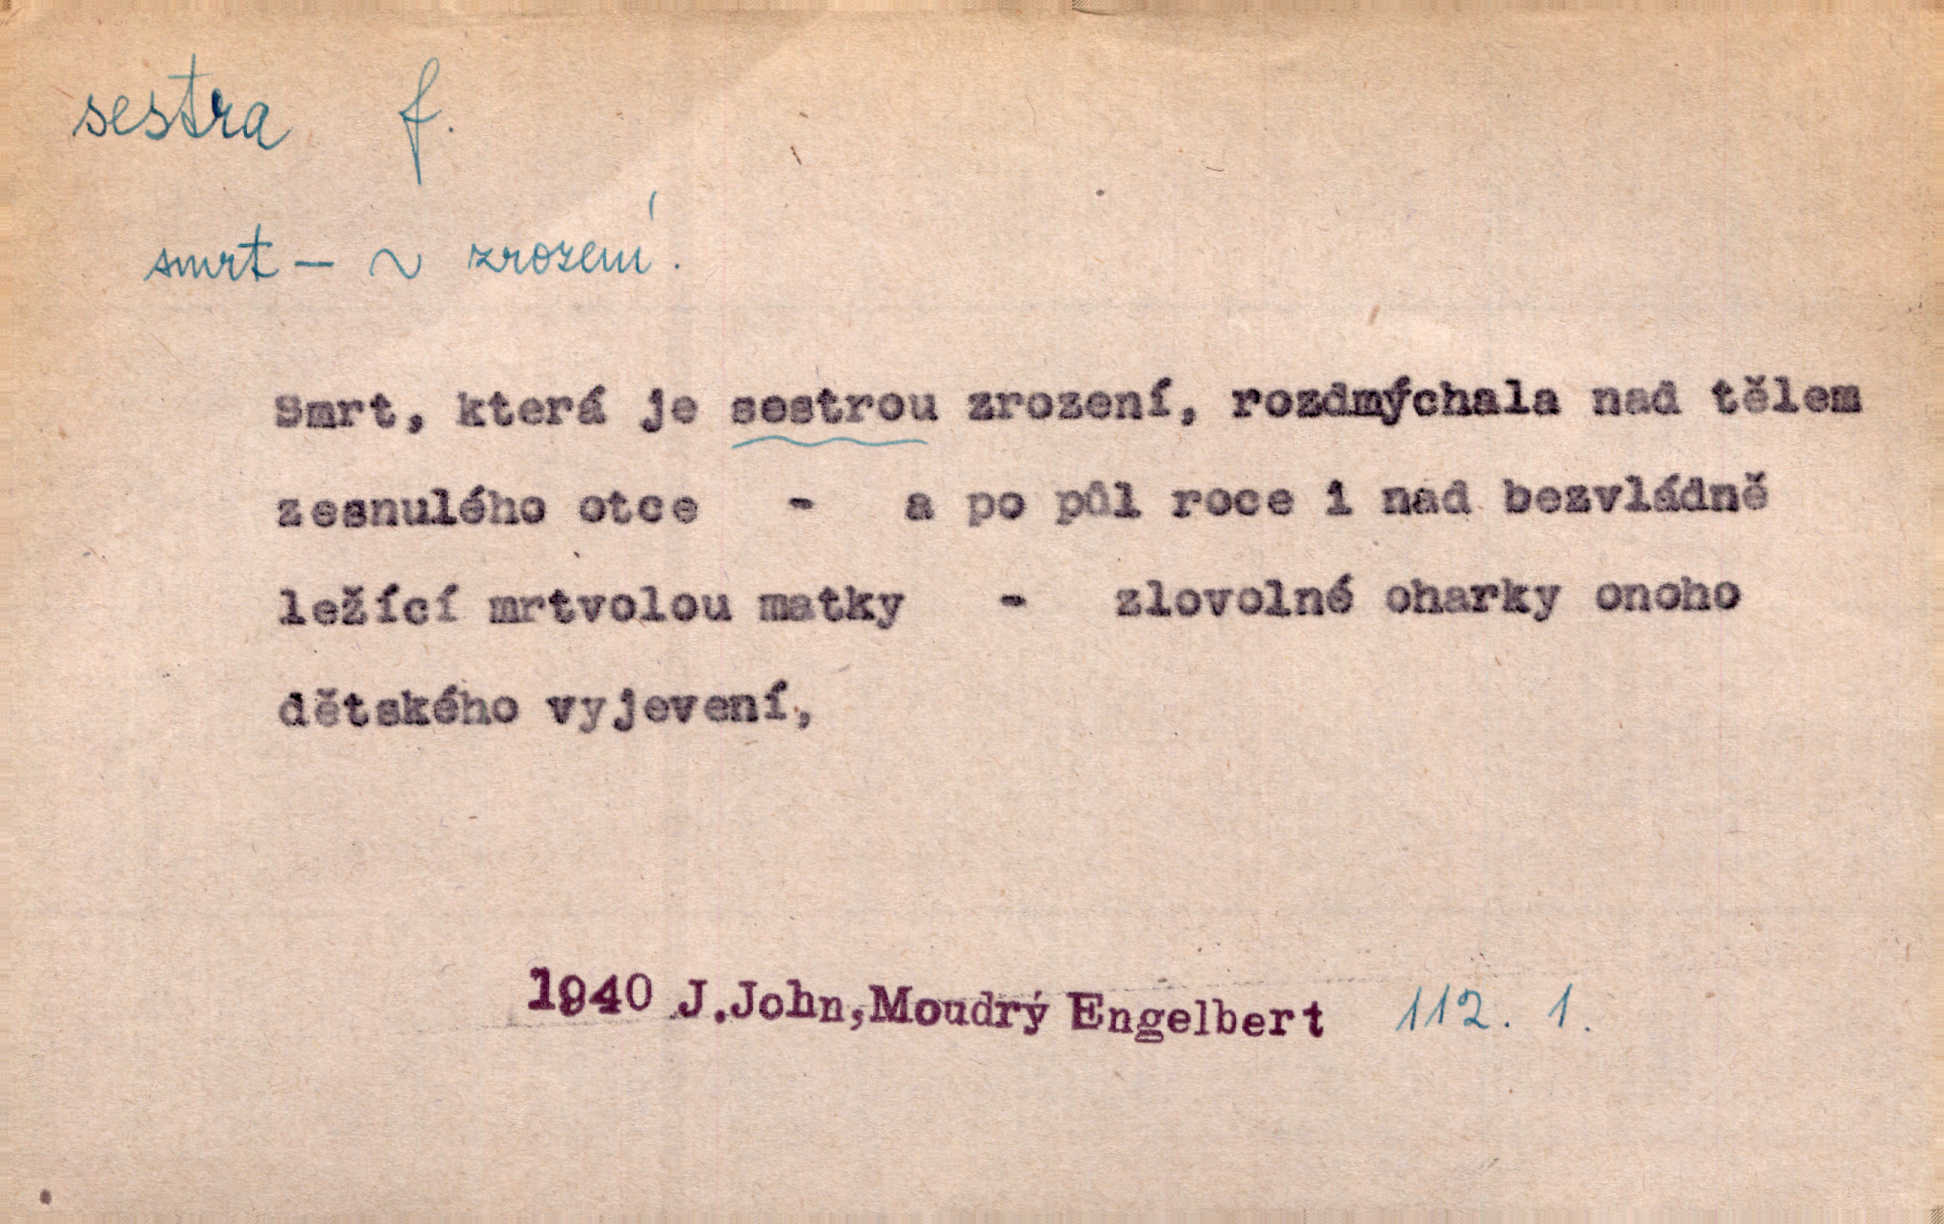 sestra f.
smrt – ~ zrození.
Smrt, která je sestrou zrození, rozdmýchala nad tělem
zesnulého otce - a po půl roce i nad bezvládně
ležící mrtvolou matky - zlovolné oharky onoho
dětského vyjevení,
1940 J.John,Moudrý Engelbert 112. 1.